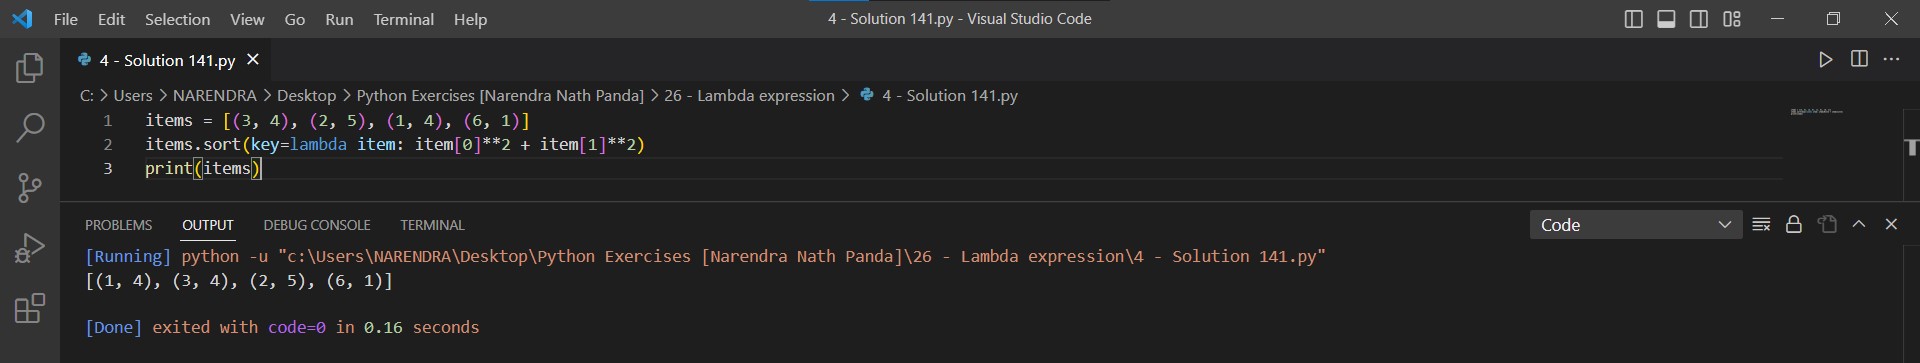 File Edit Selection View Go Run Terminal Help 4 - Solution 141.py - Visual Studio Code
4 - Solution 141.py
C: > Users > NARENDRA > Desktop > Python Exercises [Narendra Nath Panda] > 26 - Lambda expression > 4 - Solution 141.py
1 items = [(3, 4), (2, 5), (1, 4), (6, 1)]
2 items.sort(key=lambda item: item[0]**2 + item[1]**2)
3 print(items)
PROBLEMS OUTPUT DEBUG CONSOLE TERMINAL Code
[Running] python -u "c:\Users\NARENDRA\Desktop\Python Exercises [Narendra Nath Panda]\26 - Lambda expression\4 - Solution 141.py"
[(1, 4), (3, 4), (2, 5), (6, 1)]
[Done] exited with code=0 in 0.16 seconds